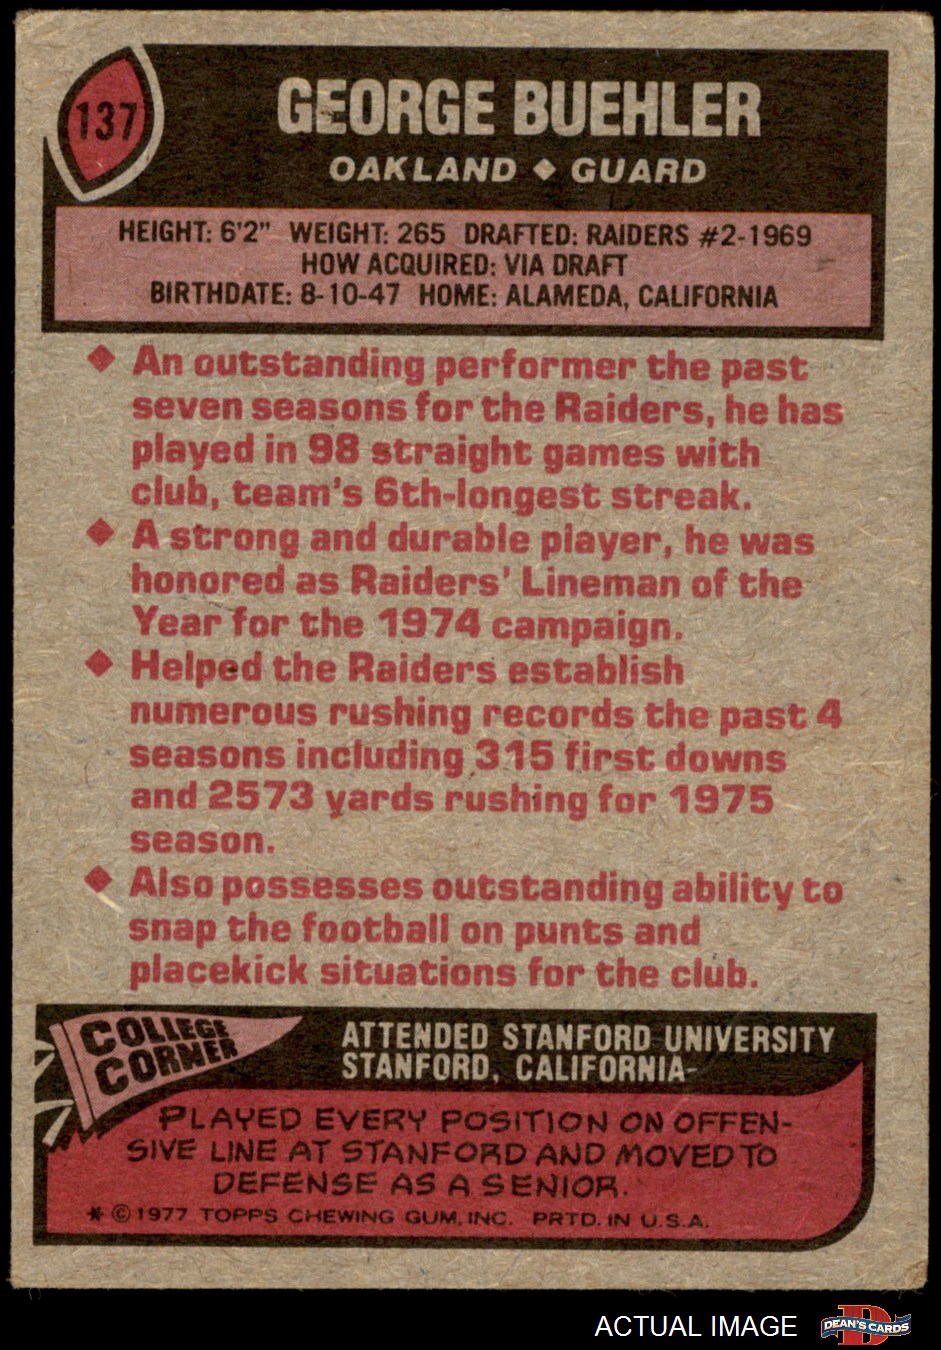 137
GEORGE BUEHLER
OAKLAND ◆ GUARD
HEIGHT: 6'2" WEIGHT: 265 DRAFTED: RAIDERS #2-1969
HOW ACQUIRED: VIA DRAFT
BIRTHDATE: 8-10-47 HOME: ALAMEDA, CALIFORNIA
◆ An outstanding performer the past
seven seasons for the Raiders, he has
played in 98 straight games with
club, team's 6th-longest streak.
◆ A strong and durable player, he was
honored as Raiders' Lineman of the
Year for the 1974 campaign.
◆ Helped the Raiders establish
numerous rushing records the past 4
seasons including 315 first downs
and 2573 yards rushing for 1975
season.
◆ Also possesses outstanding ability to
snap the football on punts and
placekick situations for the club.
COLLEGE
CORNER
ATTENDED STANFORD UNIVERSITY
STANFORD, CALIFORNIA-
PLAYED EVERY POSITION ON OFFEN-
SIVE LINE AT STANFORD AND MOVED TO
DEFENSE AS A SENIOR.
* © 1977 TOPPS CHEWING GUM, INC. PRTD. IN U.S.A.
ACTUAL IMAGE
D
DEAN'S CARDS